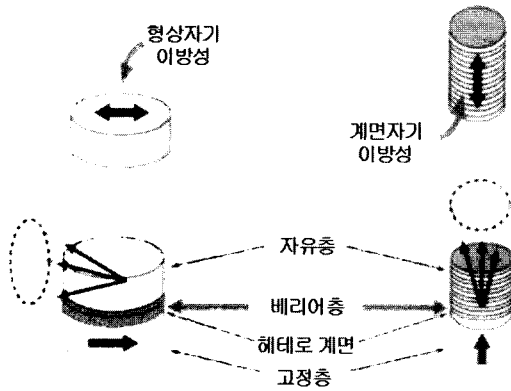 형상자기
이방성
계면자기
이방성
자유층
배리어층
헤테로 계면
고정층